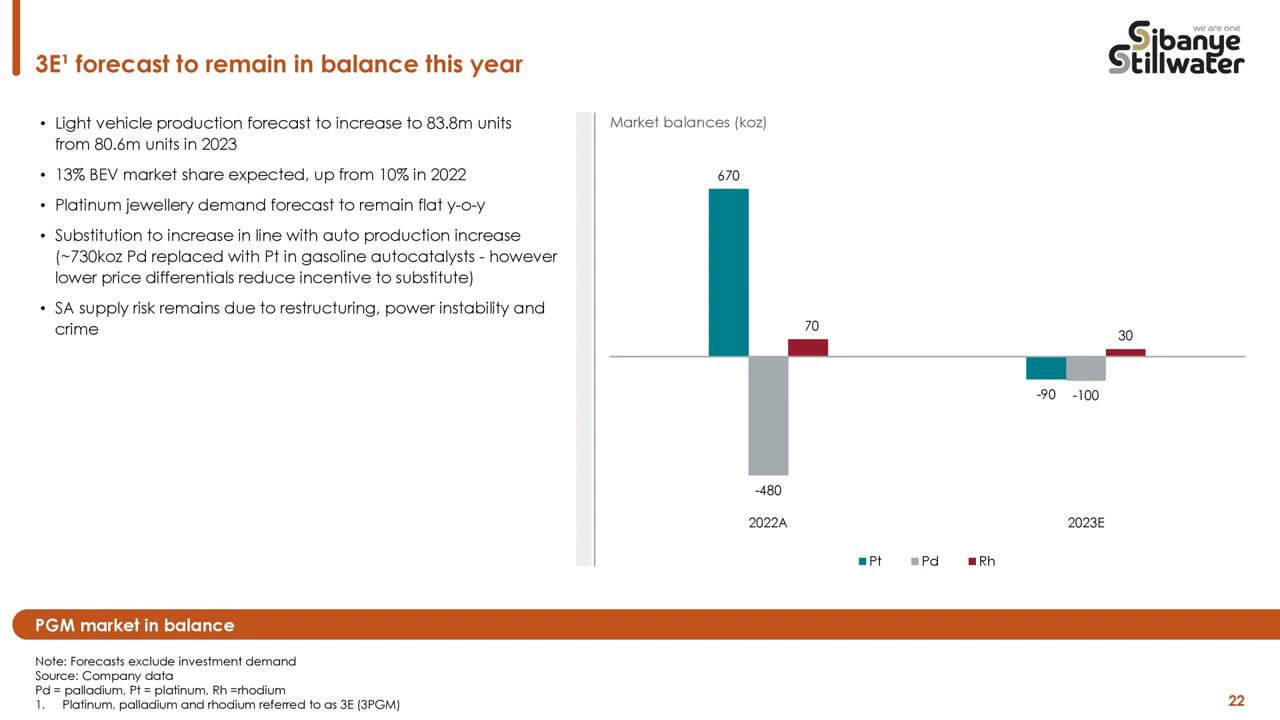 3E¹ forecast to remain in balance this year
we are one
Sibanye
Stillwater
• Light vehicle production forecast to increase to 83.8m units
from 80.6m units in 2023
• 13% BEV market share expected, up from 10% in 2022
• Platinum jewellery demand forecast to remain flat y-o-y
• Substitution to increase in line with auto production increase
(~730koz Pd replaced with Pt in gasoline autocatalysts - however
lower price differentials reduce incentive to substitute)
• SA supply risk remains due to restructuring, power instability and
crime
Market balances (koz)
670
70
30
-90 -100
-480
2022A 2023E
Pt Pd Rh
PGM market in balance
Note: Forecasts exclude investment demand
Source: Company data
Pd = palladium, Pt = platinum, Rh =rhodium
1. Platinum, palladium and rhodium referred to as 3E (3PGM)
22